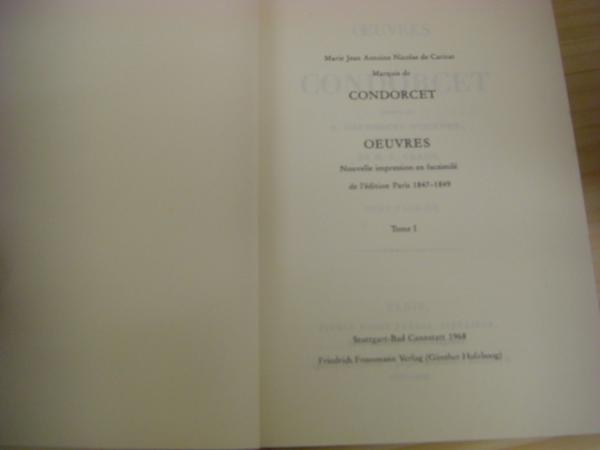 Marie Jean Antoine Nicolas de Caritat
Marquis de
CONDORCET
OEUVRES
Nouvelle impression en facsimilé
de l'édition Paris 1847-1849
Tome I
Stuttgart-Bad Cannstatt 1968
Friedrich Frommann Verlag (Günther Holzboog)